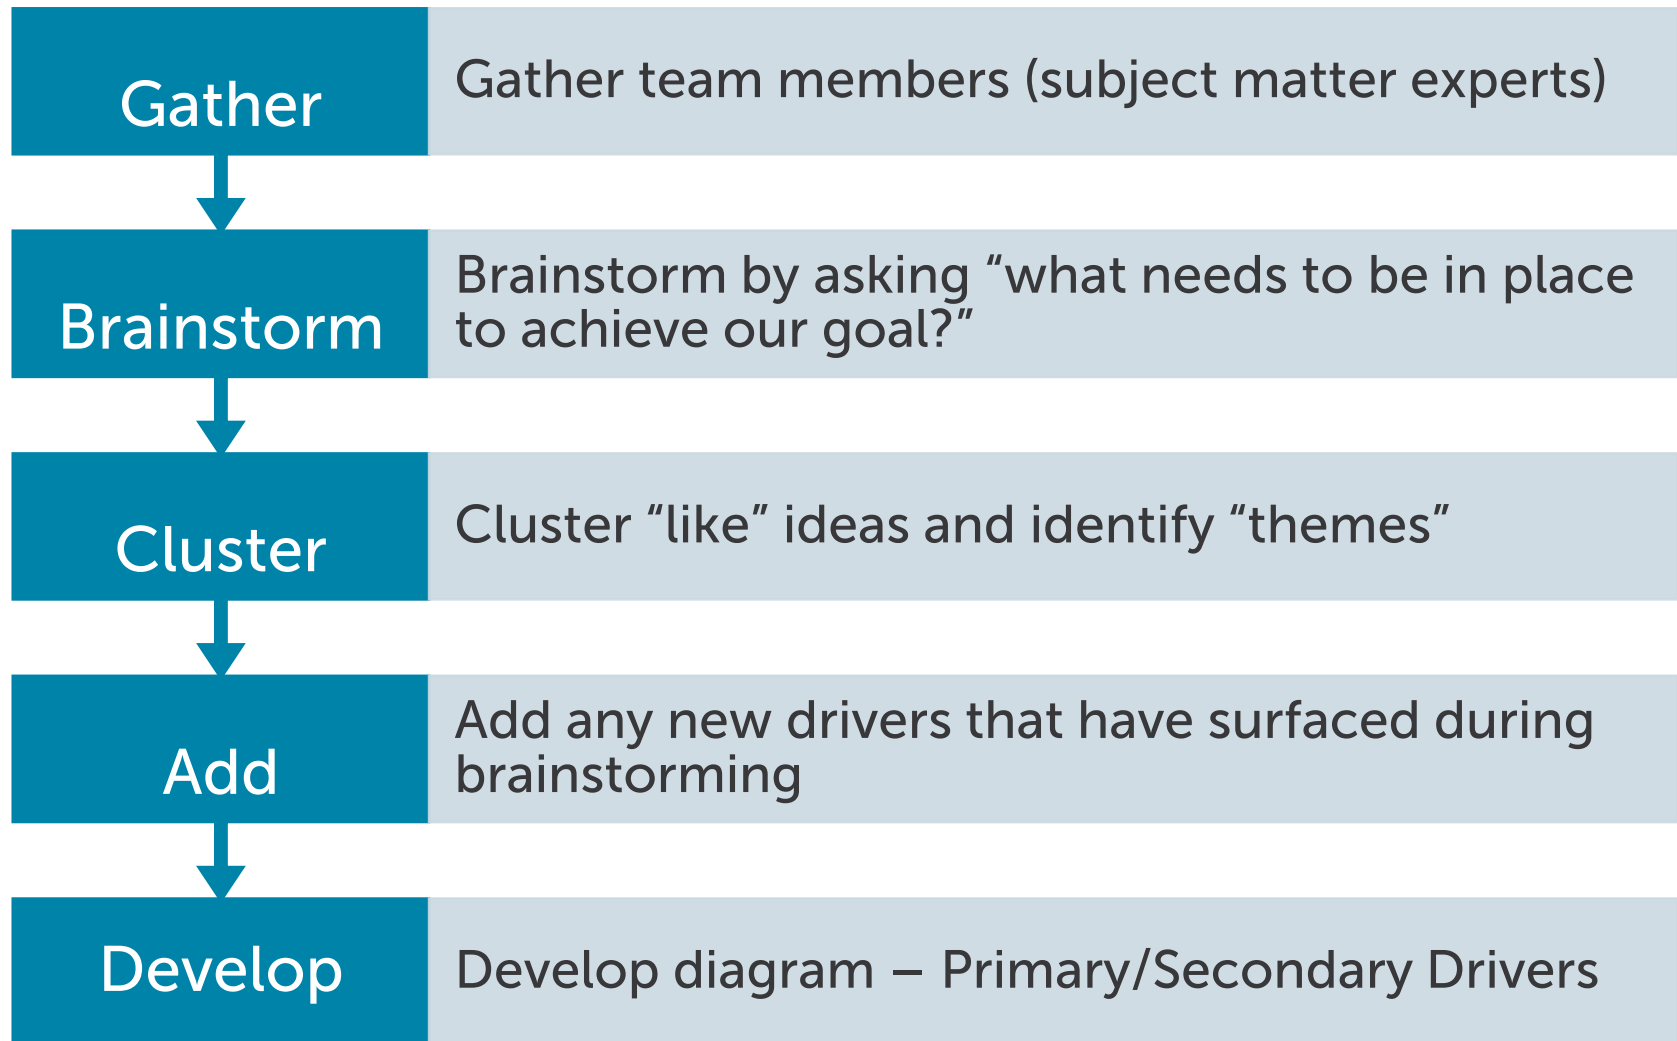 Gather
Gather team members (subject matter experts)
Brainstorm
Brainstorm by asking “what needs to be in place
to achieve our goal?”
Cluster
Cluster “like” ideas and identify “themes”
Add
Add any new drivers that have surfaced during
brainstorming
Develop
Develop diagram – Primary/Secondary Drivers